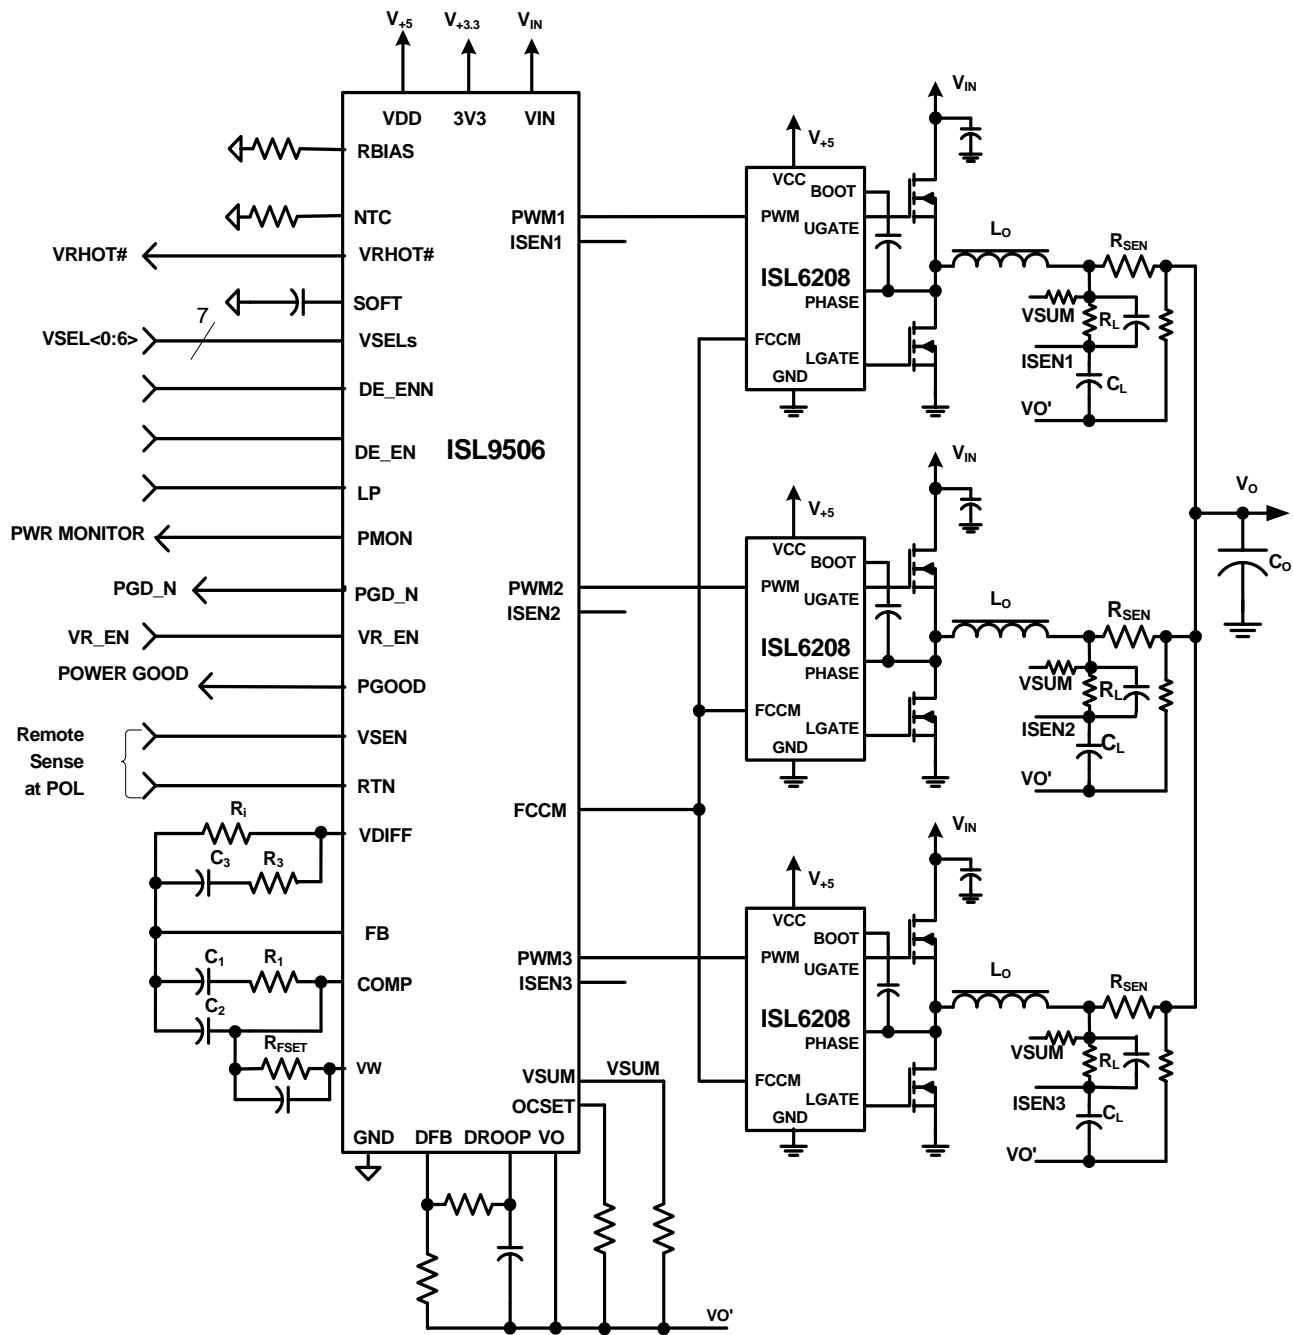 V+5
V+3.3
VIN
VDD
3V3
VIN
RBIAS
NTC
VRHOT#
VRHOT#
SOFT
7
VSEL<0:6>
VSELs
DE_ENN
DE_EN
ISL9506
LP
PWR MONITOR
PMON
PGD_N
PGD_N
VR_EN
VR_EN
POWER GOOD
PGOOD
Remote
Sense
at POL
VSEN
RTN
Ri
VDIFF
C3
R3
FB
C1
R1
COMP
C2
RFSET
VW
GND
DFB
DROOP
VO
PWM1
ISEN1
PWM2
ISEN2
FCCM
PWM3
ISEN3
VSUM
VSUM
OCSET
VO'
V+5
VIN
VCC
BOOT
PWM
UGATE
ISL6208
PHASE
FCCM
LGATE
GND
LO
RSEN
VSUM
RL
ISEN1
CL
VO'
V+5
VIN
VCC
BOOT
PWM
UGATE
ISL6208
PHASE
FCCM
LGATE
GND
LO
RSEN
VSUM
RL
ISEN2
CL
VO'
VO
CO
V+5
VIN
VCC
BOOT
PWM
UGATE
ISL6208
PHASE
FCCM
LGATE
GND
LO
RSEN
VSUM
RL
ISEN3
CL
VO'